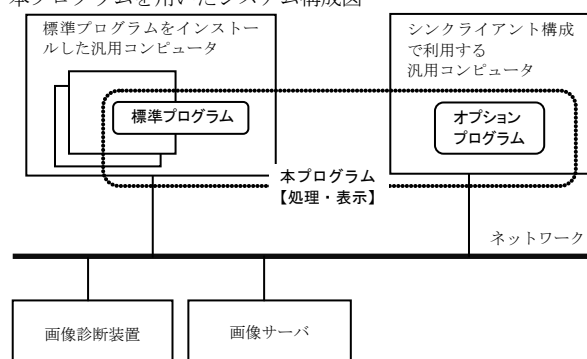 本プログラムを用いたシステム構成図
標準プログラムをインストー
ルした汎用コンピュータ
シンクライアント構成
で利用する
汎用コンピュータ
標準プログラム
オプション
プログラム
本プログラム
【処理・表示】
ネットワーク
画像診断装置
画像サーバ